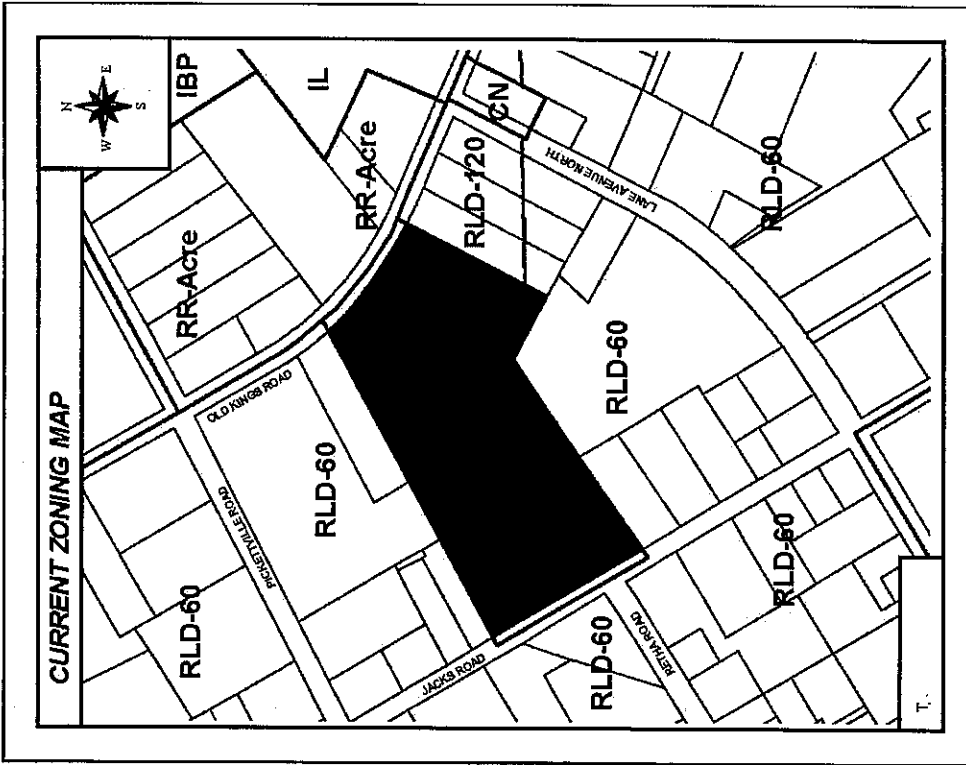 CURRENT ZONING MAP
N
W
E
S
IBP
IL
RR-Acre
RR-Acre
CN
RLD-120
OLD KINGS ROAD
LANE AVENUE NORTH
RLD-60
RLD-60
PICKETTVILLE ROAD
RLD-60
RLD-60
JACKS ROAD
RLD-60
RETHA ROAD
RLD-60
T.